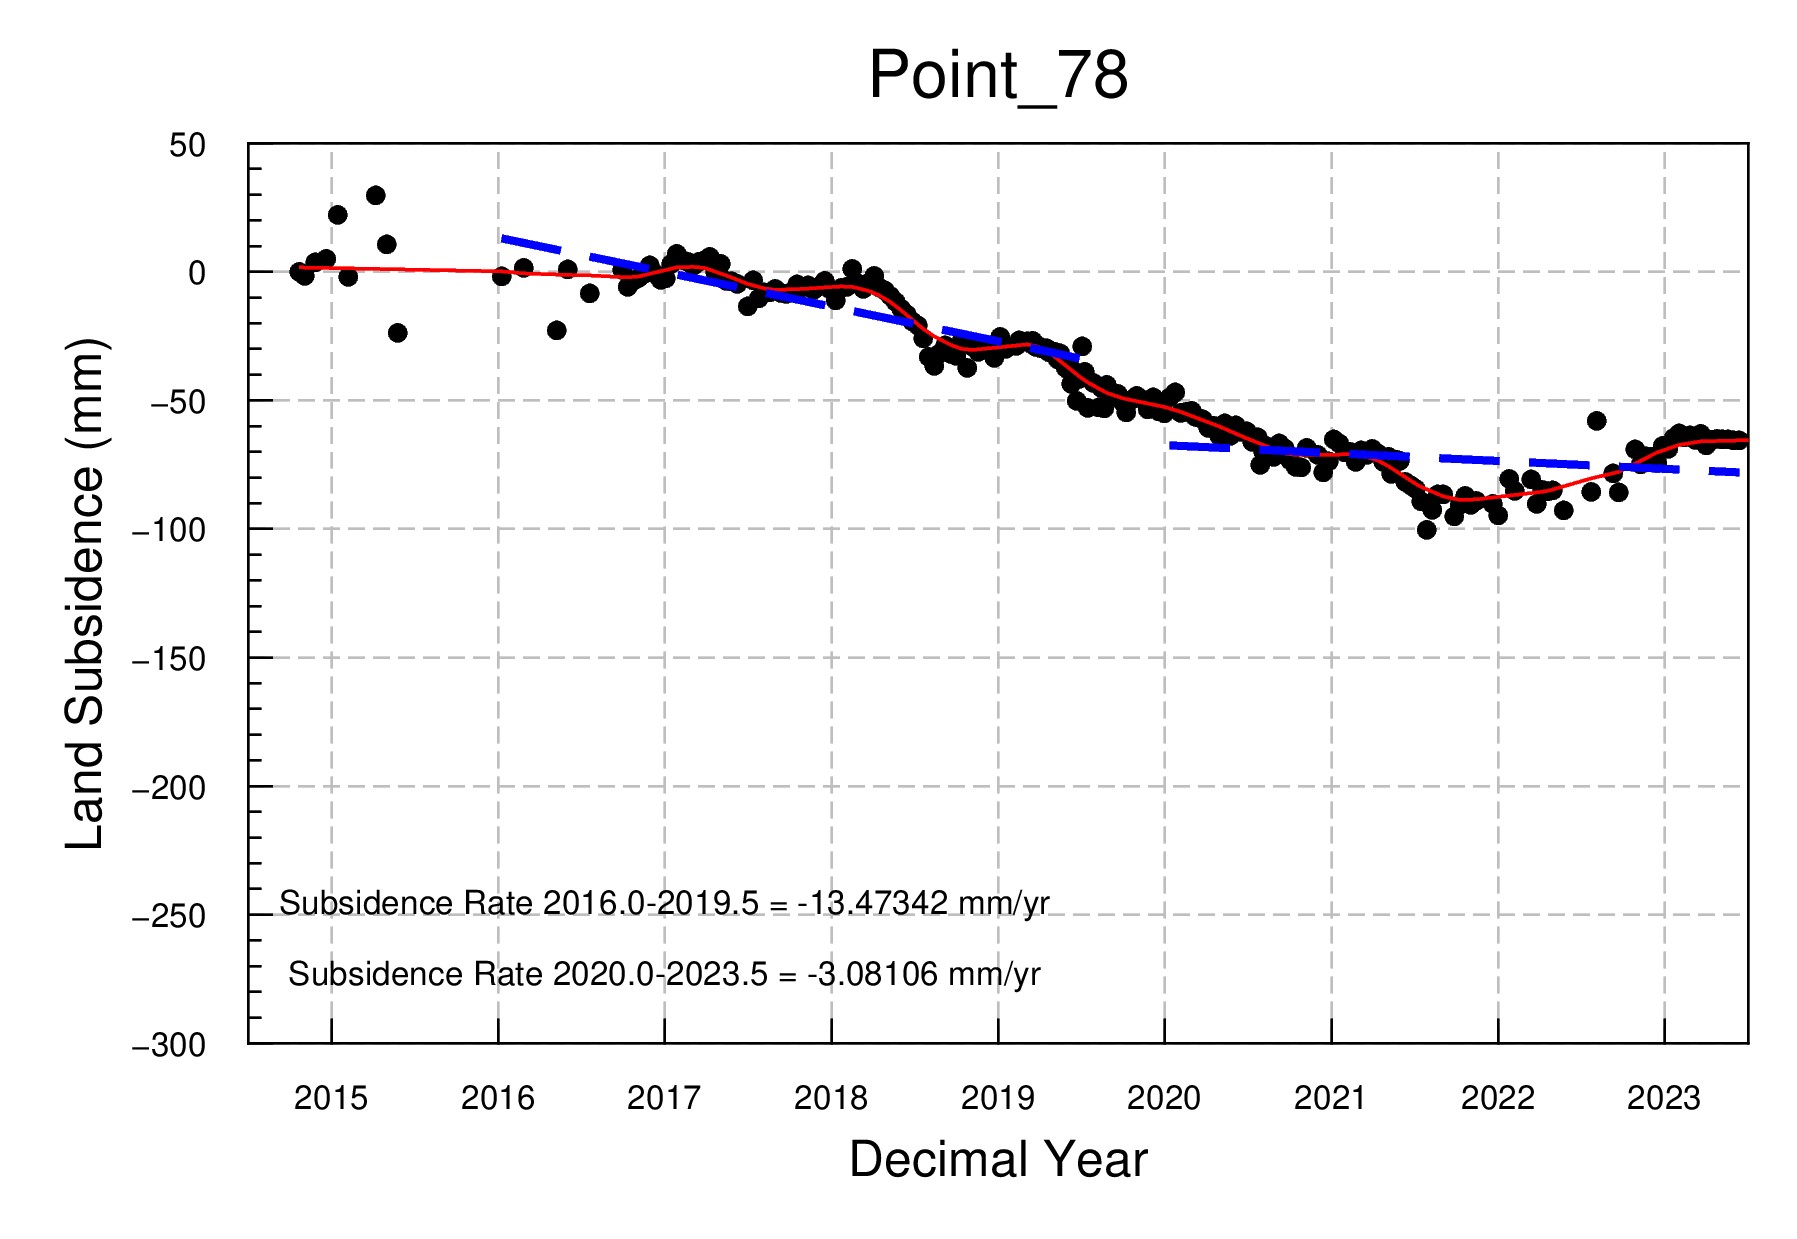 Point_78
50
0
−50
−100
−150
−200
−250
−300
Land Subsidence (mm)
Subsidence Rate 2016.0-2019.5 = -13.47342 mm/yr
Subsidence Rate 2020.0-2023.5 = -3.08106 mm/yr
2015 2016 2017 2018 2019 2020 2021 2022 2023
Decimal Year